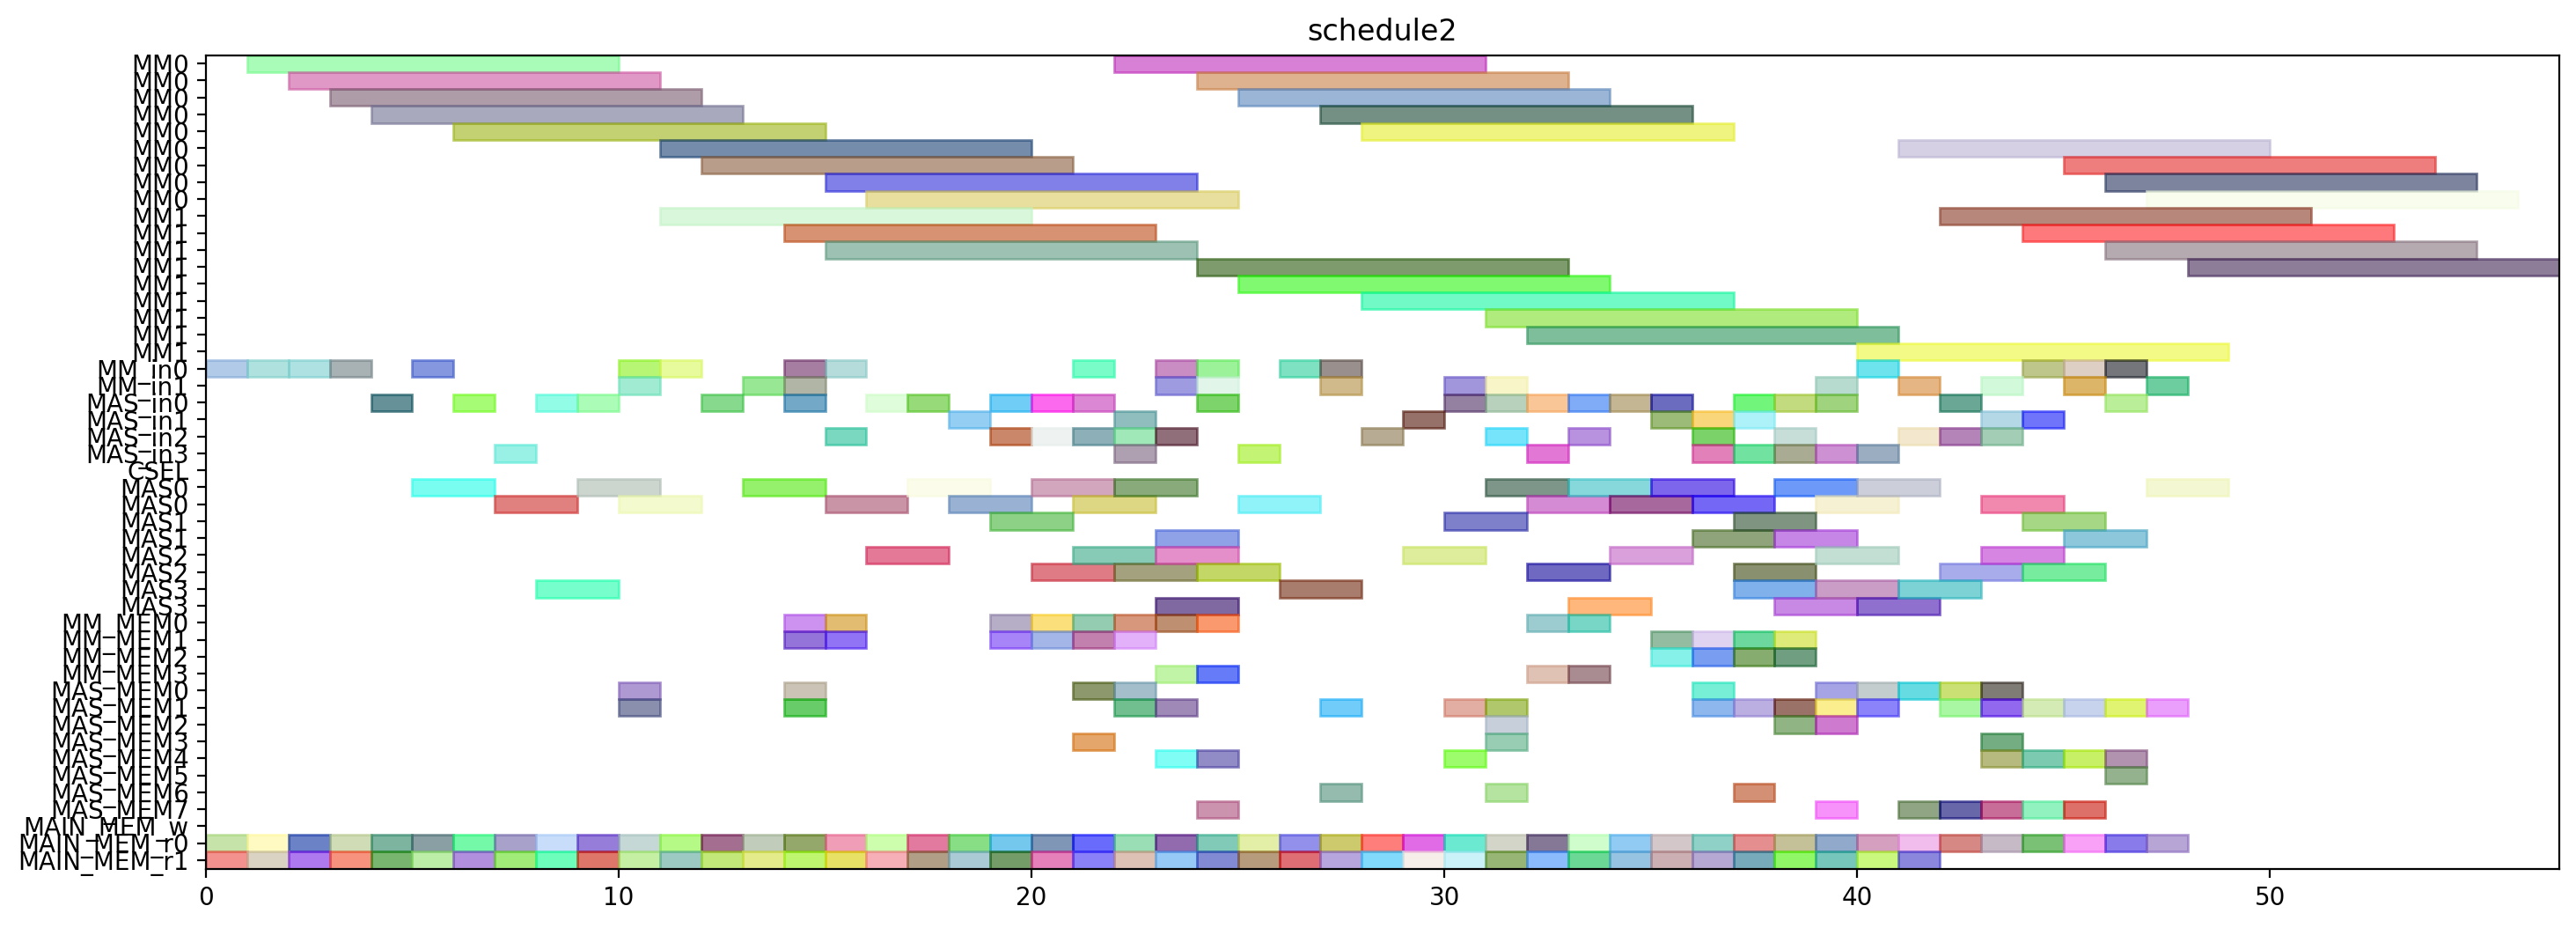 schedule2
MM0
MM0
MM0
MM0
MM0
MM0
MM0
MM0
MM0
MM1
MM1
MM1
MM1
MM1
MM1
MM1
MM1
MM1
MM_in0
MM_in1
MAS_in0
MAS_in1
MAS_in2
MAS_in3
CSEL
MAS0
MAS0
MAS1
MAS1
MAS2
MAS2
MAS3
MAS3
MM_MEM0
MM_MEM1
MM_MEM2
MM_MEM3
MAS_MEM0
MAS_MEM1
MAS_MEM2
MAS_MEM3
MAS_MEM4
MAS_MEM5
MAS_MEM6
MAS_MEM7
MAIN_MEM_w
MAIN_MEM_r0
MAIN_MEM_r1
0 10 20 30 40 50